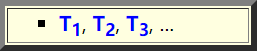 ▪ T₁, T₂, T₃, ...